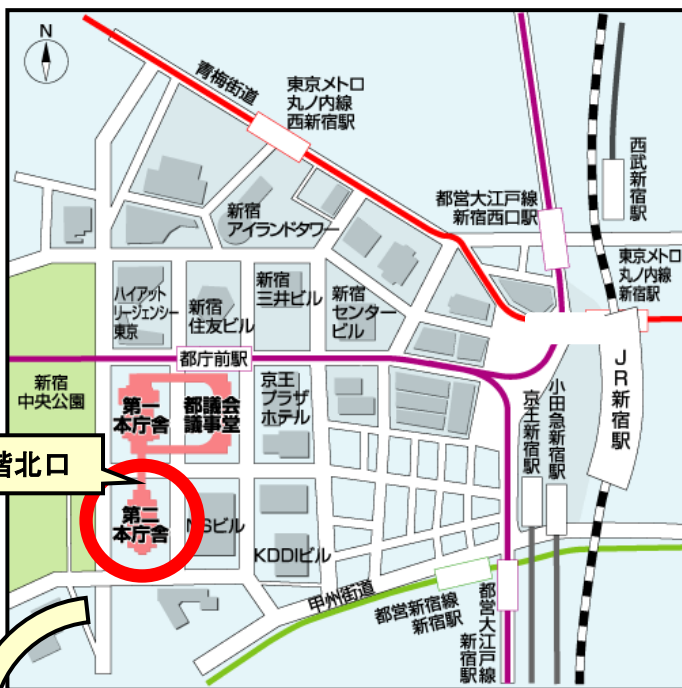 N
青梅街道
東京メトロ
丸ノ内線
西新宿駅
西武新宿駅
都営大江戸線
新宿西口駅
新宿
アイランドタワー
東京メトロ
丸ノ内線
新宿駅
ハイアット
リージェンシー
東京
新宿
住友ビル
新宿
三井ビル
新宿
センター
ビル
都庁前駅
JR新宿駅
新宿
中央公園
第一
本庁舎
都議会
議事堂
京王
プラザ
ホテル
小田急新宿駅
京王新宿駅
階北口
第二
本庁舎
NSビル
KDDIビル
甲州街道
都営新宿線
新宿駅
都営大江戸線
新宿駅